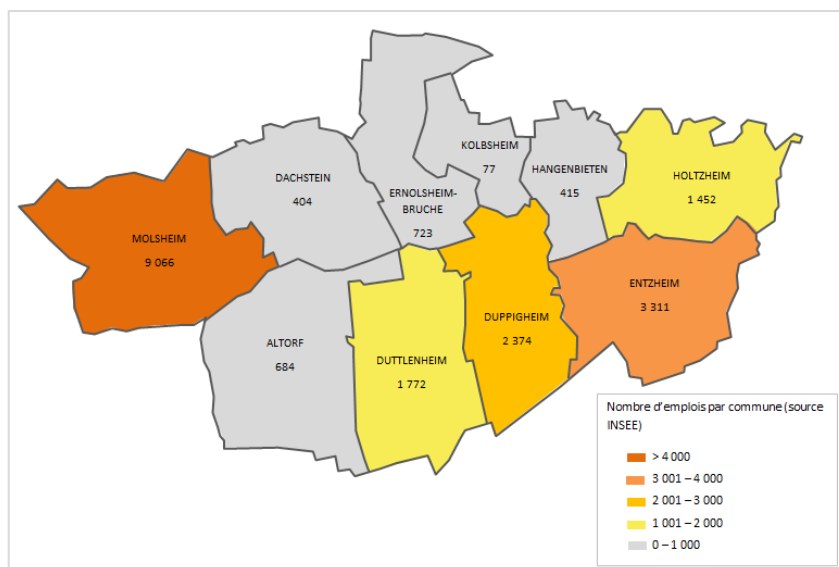 KOLBSHEIM
77
HANGENBIETEN
415
HOLTZHEIM
1 452
DACHSTEIN
404
ERNOLSHEIM-
BRUCHE
723
MOLSHEIM
9 066
ENTZHEIM
3 311
DUPPIGHEIM
2 374
ALTORF
684
DUTTLENHEIM
1 772
Nombre d'emplois par commune (source
INSEE)
> 4 000
3 001 – 4 000
2 001 – 3 000
1 001 – 2 000
0 – 1 000